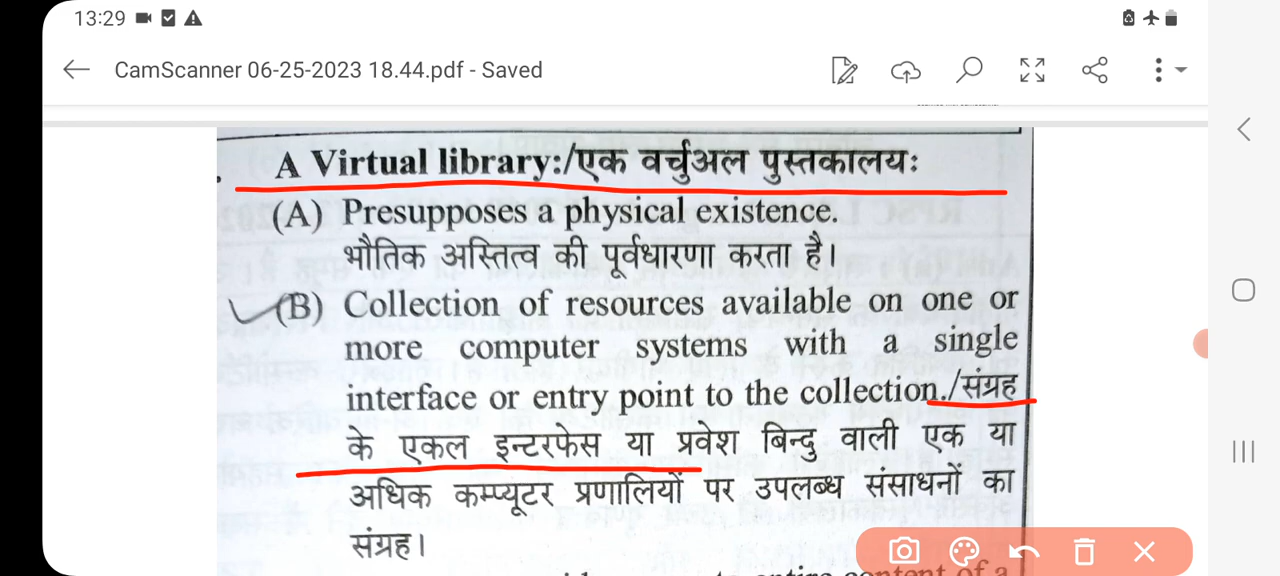 13:29
CamScanner 06-25-2023 18.44.pdf - Saved
A Virtual library:/एक वर्चुअल पुस्तकालयः
(A) Presupposes a physical existence.
भौतिक अस्तित्व की पूर्वधारणा करता है।
(B) Collection of resources available on one or
more computer systems with a single
interface or entry point to the collection./संग्रह
के एकल इन्टरफेस या प्रवेश बिन्दु वाली एक या
अधिक कम्प्यूटर प्रणालियों पर उपलब्ध संसाधनों का
संग्रह।
entire content of a